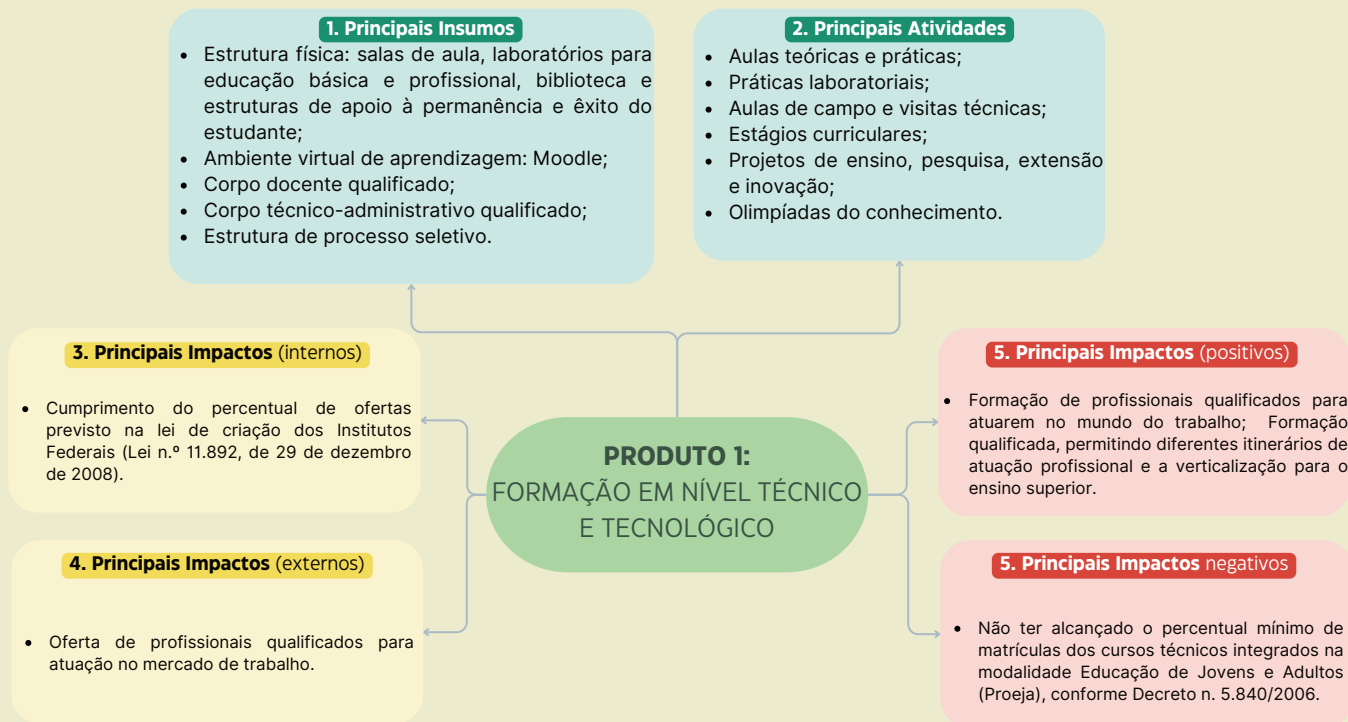 1. Principais Insumos
• Estrutura física: salas de aula, laboratórios para
educação básica e profissional, biblioteca e
estruturas de apoio à permanência e êxito do
estudante;
• Ambiente virtual de aprendizagem: Moodle;
• Corpo docente qualificado;
• Corpo técnico-administrativo qualificado;
• Estrutura de processo seletivo.
2. Principais Atividades
• Aulas teóricas e práticas;
• Práticas laboratoriais;
• Aulas de campo e visitas técnicas;
• Estágios curriculares;
• Projetos de ensino, pesquisa, extensão
e inovação;
• Olimpíadas do conhecimento.
3. Principais Impactos (internos)
• Cumprimento do percentual de ofertas
previsto na lei de criação dos Institutos
Federais (Lei n.º 11.892, de 29 de dezembro
de 2008).
PRODUTO 1:
FORMAÇÃO EM NÍVEL TÉCNICO
E TECNOLÓGICO
5. Principais Impactos (positivos)
• Formação de profissionais qualificados para
atuarem no mundo do trabalho; Formação
qualificada, permitindo diferentes itinerários de
atuação profissional e a verticalização para o
ensino superior.
4. Principais Impactos (externos)
• Oferta de profissionais qualificados para
atuação no mercado de trabalho.
5. Principais Impactos negativos
• Não ter alcançado o percentual mínimo de
matrículas dos cursos técnicos integrados na
modalidade Educação de Jovens e Adultos
(Proeja), conforme Decreto n. 5.840/2006.